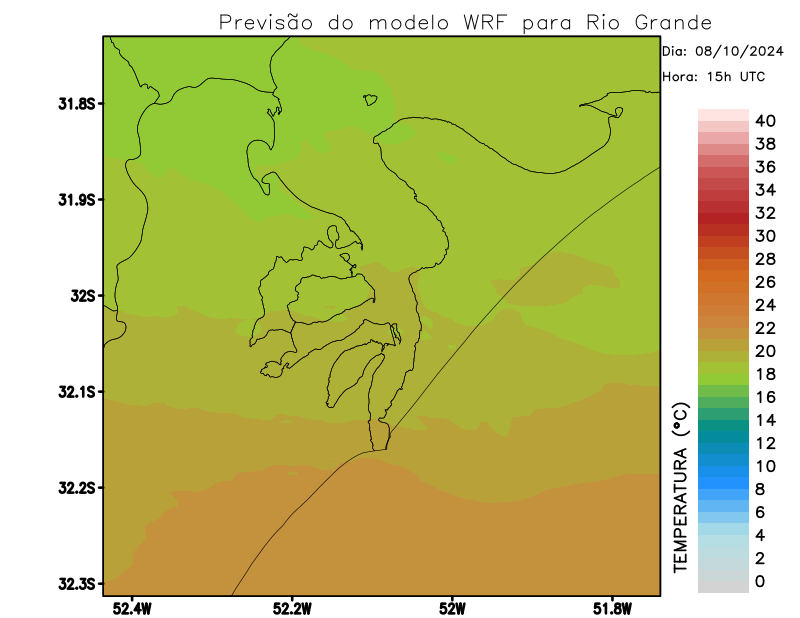 Previsão do modelo WRF para Rio Grande
Dia: 08/10/2024
Hora: 15h UTC
31.8S
31.9S
32S
32.1S
32.2S
32.3S
52.4W
52.2W
52W
51.8W
TEMPERATURA (°C)
40
38
36
34
32
30
28
26
24
22
20
18
16
14
12
10
8
6
4
2
0